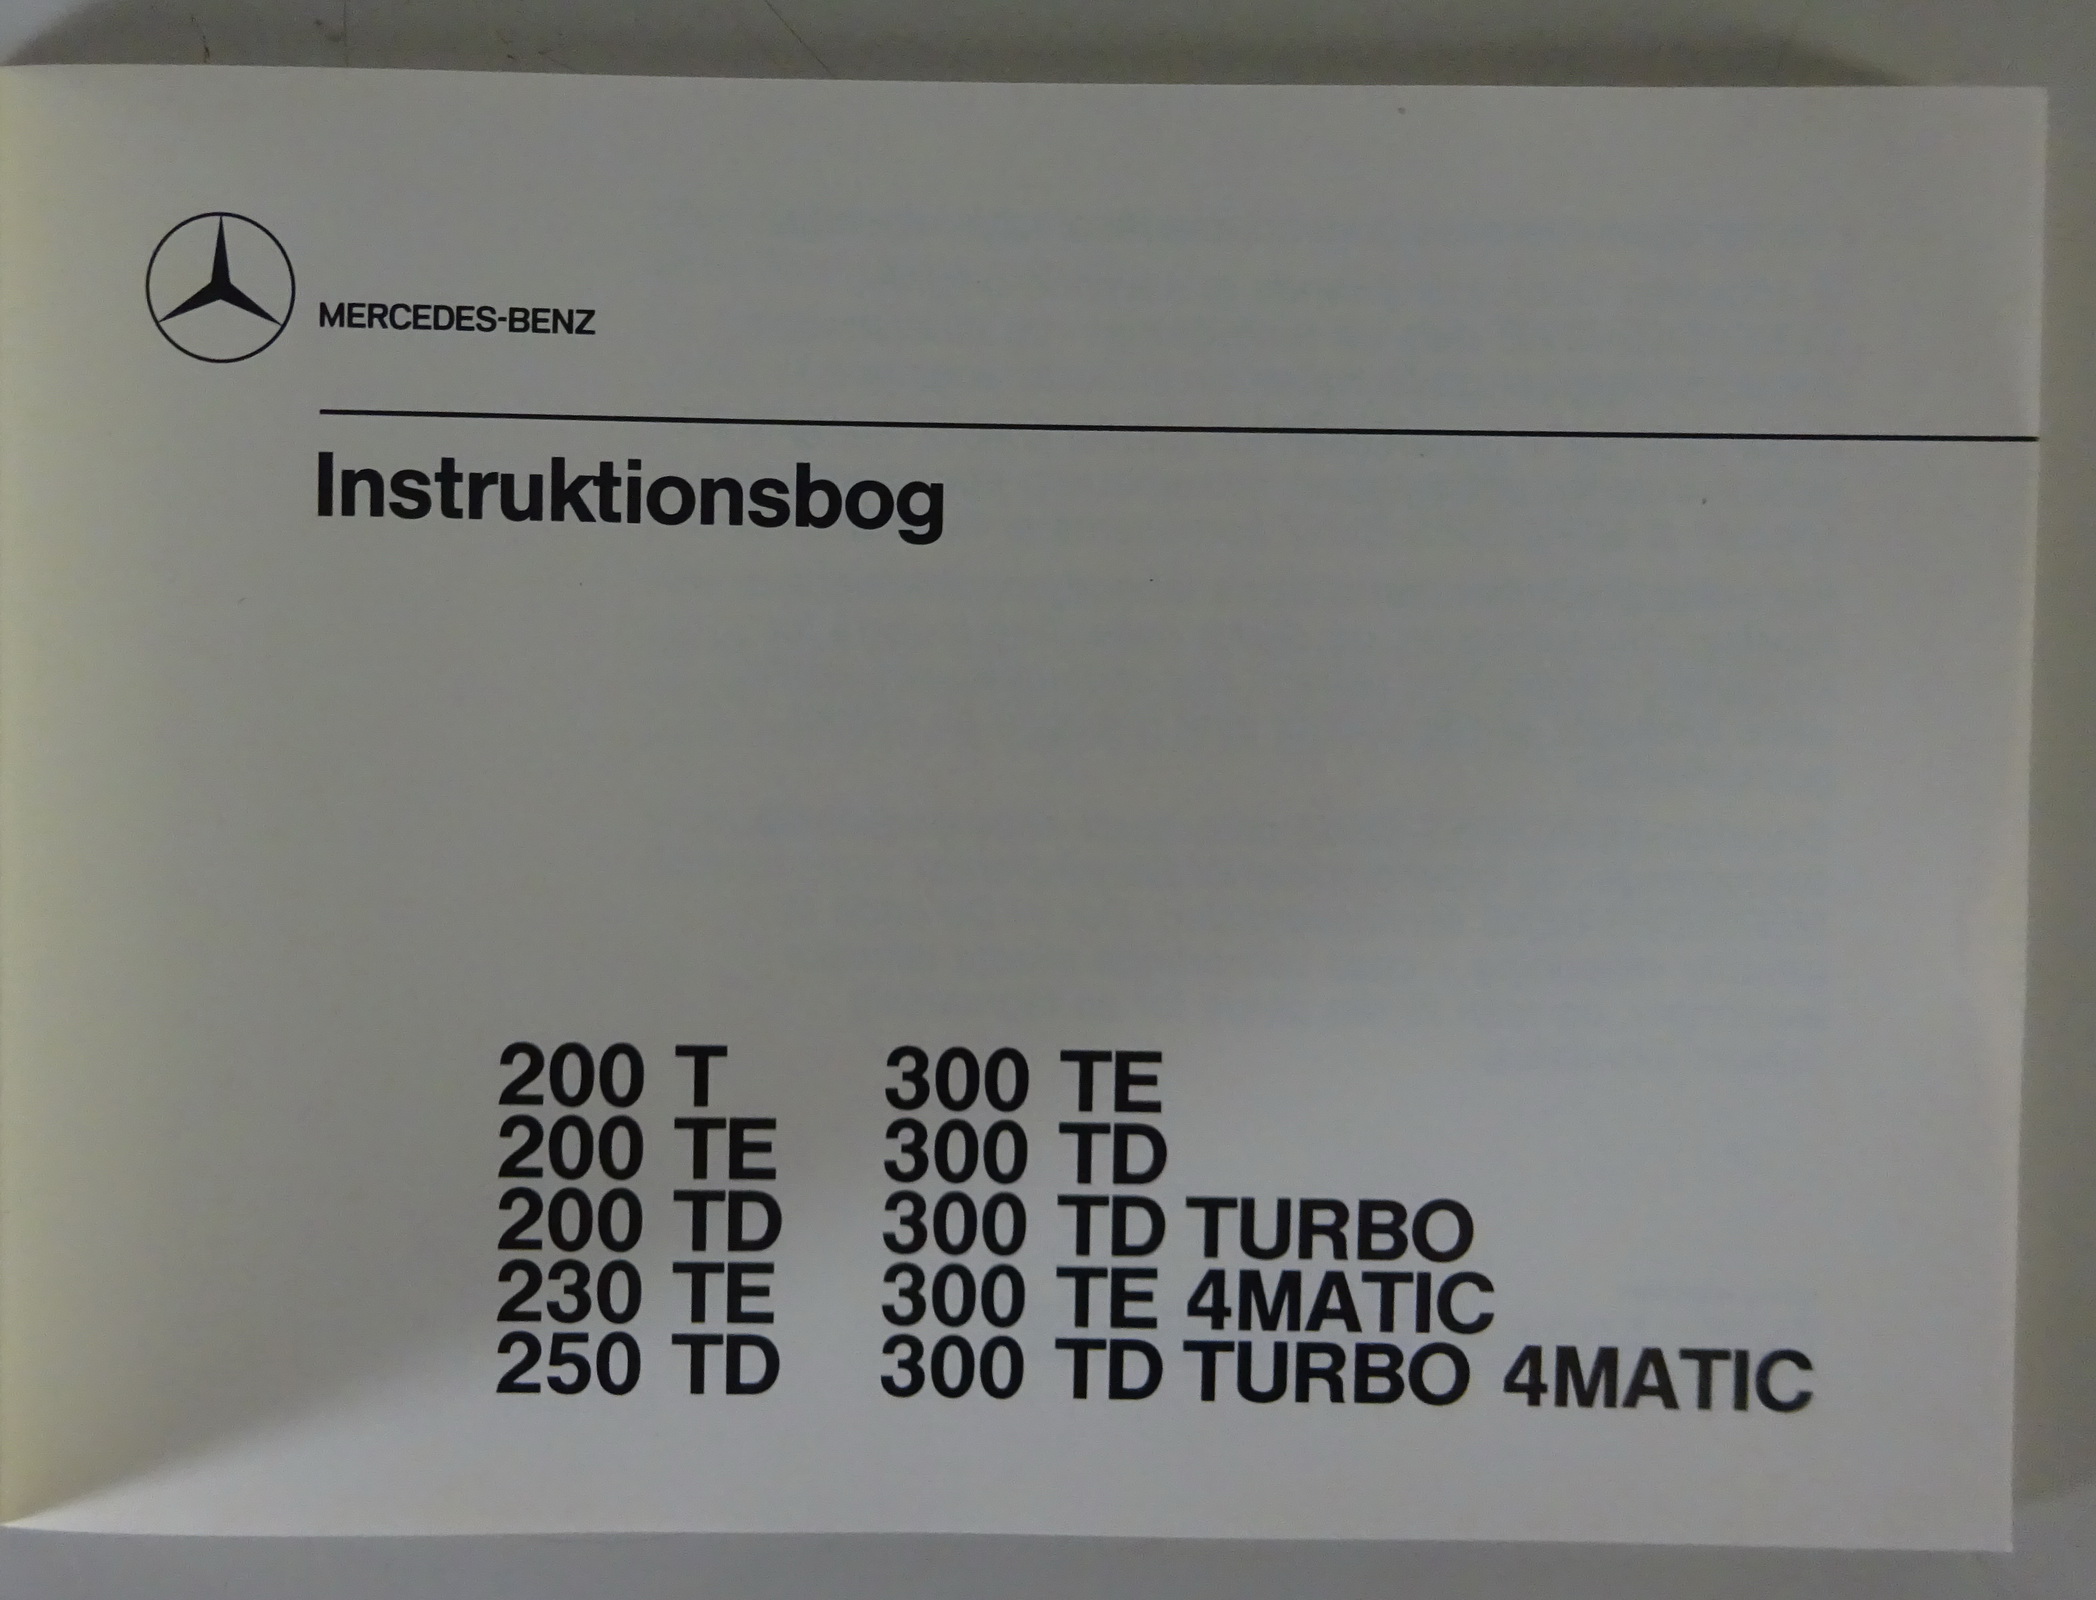 MERCEDES-BENZ
Instruktionsbog
200 T
200 TE
200 TD
230 TE
250 TD
300 TE
300 TD
300 TD TURBO
300 TE 4MATIC
300 TD TURBO 4MATIC